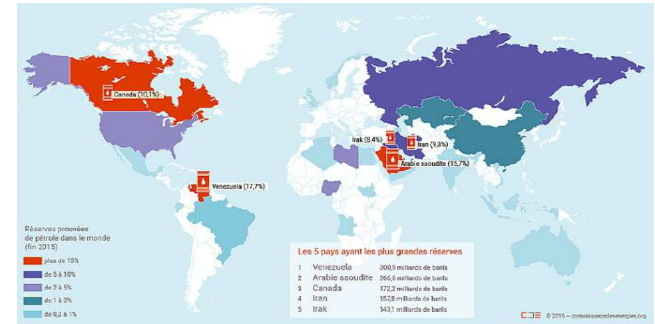 Canada (10,1%)
Irak (8,4%)
Iran (9,3%)
Arabie saoudite (15,7%)
Venezuela (17,7%)
Réserves prouvées
de pétrole dans le monde
(fin 2015)
plus de 10%
de 5 à 10%
de 2 à 5%
de 1 à 2%
de 0,2 à 1%
Les 5 pays ayant les plus grandes réserves
1 Venezuela 300,9 milliards de barils
2 Arabie saoudite 266,6 milliards de barils
3 Canada 172,2 milliards de barils
4 Iran 157,8 milliards de barils
5 Irak 143,1 milliards de barils
© 2016 – connaissancedesenergies.org